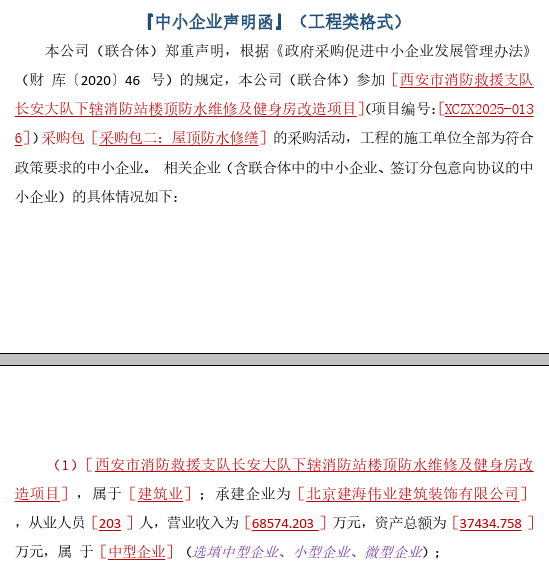 『中小企业声明函』（工程类格式）
本公司（联合体）郑重声明，根据《政府采购促进中小企业发展管理办法》
（财 库〔2020〕46 号）的规定，本公司（联合体）参加［西安市消防救援支队
长安大队下辖消防站楼顶防水维修及健身房改造项目］(项目编号:［XCZX2025-013
6］)采购包［采购包二：屋顶防水修缮］的采购活动，工程的施工单位全部为符合
政策要求的中小企业。 相关企业（含联合体中的中小企业、签订分包意向协议的中
小企业）的具体情况如下：
（1）［西安市消防救援支队长安大队下辖消防站楼顶防水维修及健身房改
造项目］，属于［建筑业］；承建企业为［北京建海伟业建筑装饰有限公司］
，从业人员［203 ］人，营业收入为［68574.203 ］万元，资产总额为［37434.758 ］
万元，属 于［中型企业］（选填中型企业、小型企业、微型企业）；